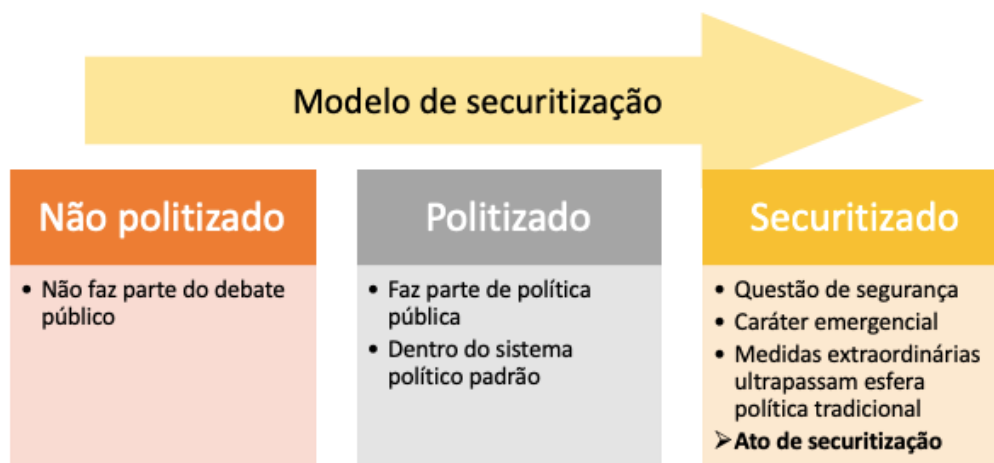 Modelo de securitização
Não politizado
• Não faz parte do debate
público
Politizado
• Faz parte de política
pública
• Dentro do sistema
político padrão
Securitizado
• Questão de segurança
• Caráter emergencial
• Medidas extraordinárias
ultrapassam esfera
política tradicional
➢Ato de securitização